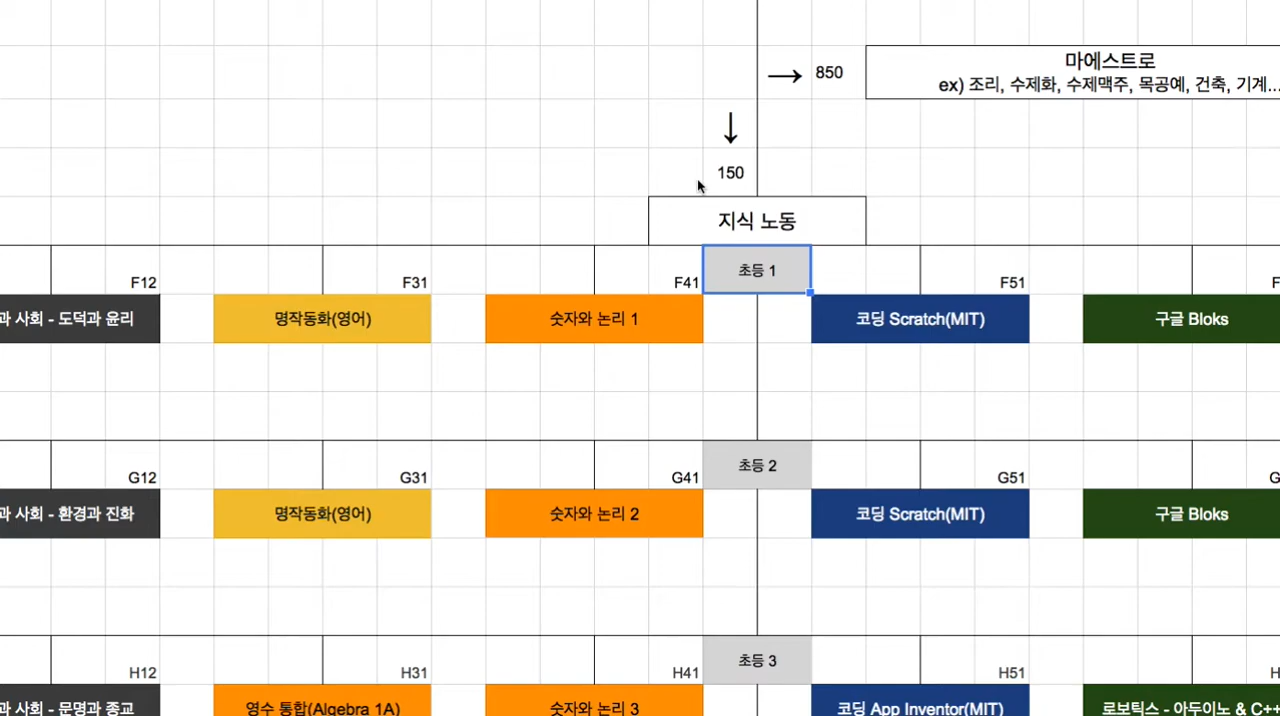 → 850
마에스트로
ex) 조리, 수제화, 수제맥주, 목공예, 건축, 기계...
↓
150
지식 노동
초등 1
F12 F31 F41 F51 F
과 사회 - 도덕과 윤리 명작동화(영어) 숫자와 논리 1 코딩 Scratch(MIT) 구글 Bloks
초등 2
G12 G31 G41 G51 G
과 사회 - 환경과 진화 명작동화(영어) 숫자와 논리 2 코딩 Scratch(MIT) 구글 Bloks
초등 3
H12 H31 H41 H51 H
과 사회 - 문명과 종교 영수 통합(Algebra 1A) 숫자와 논리 3 코딩 App Inventor(MIT) 로보틱스 - 아두이노 & C++